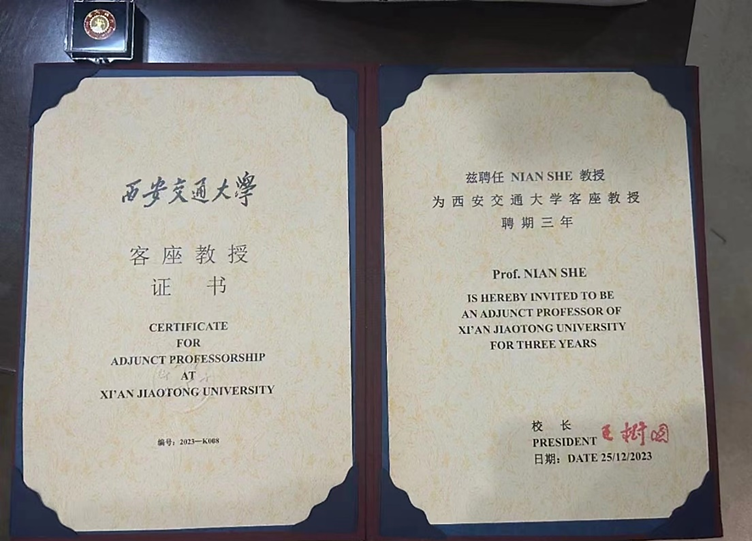 西安交通大學
客座教授
证书
CERTIFICATE
FOR
ADJUNCT PROFESSORSHIP
AT
XI'AN JIAOTONG UNIVERSITY
编号：2023—K008
兹聘任 NIAN SHE 教授
为西安交通大学客座教授
聘期三年
Prof. NIAN SHE
IS HEREBY INVITED TO BE
AN ADJUNCT PROFESSOR OF
XI'AN JIAOTONG UNIVERSITY
FOR THREE YEARS
校 长
PRESIDENT 王树国
日期：DATE 25/12/2023